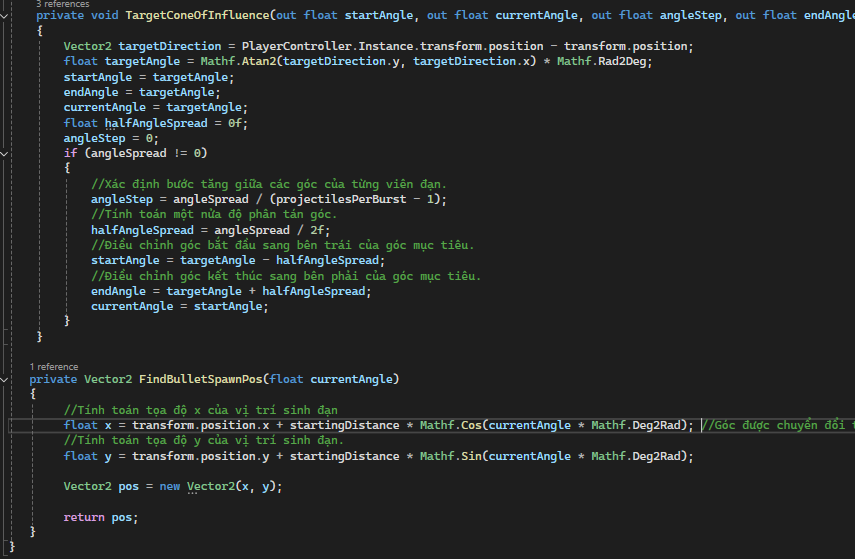 3 references
private void TargetConeOfInfluence(out float startAngle, out float currentAngle, out float angleStep, out float endAngle
{
Vector2 targetDirection = PlayerController.Instance.transform.position - transform.position;
float targetAngle = Mathf.Atan2(targetDirection.y, targetDirection.x) * Mathf.Rad2Deg;
startAngle = targetAngle;
endAngle = targetAngle;
currentAngle = targetAngle;
float halfAngleSpread = 0f;
angleStep = 0;
if (angleSpread != 0)
{
//Xác định bước tăng giữa các góc của từng viên đạn.
angleStep = angleSpread / (projectilesPerBurst - 1);
//Tính toán một nửa độ phân tán góc.
halfAngleSpread = angleSpread / 2f;
//Điều chỉnh góc bắt đầu sang bên trái của góc mục tiêu.
startAngle = targetAngle - halfAngleSpread;
//Điều chỉnh góc kết thúc sang bên phải của góc mục tiêu.
endAngle = targetAngle + halfAngleSpread;
currentAngle = startAngle;
}
}
1 reference
private Vector2 FindBulletSpawnPos(float currentAngle)
{
//Tính toán tọa độ x của vị trí sinh đạn
float x = transform.position.x + startingDistance * Mathf.Cos(currentAngle * Mathf.Deg2Rad); //Góc được chuyển đổi
//Tính toán tọa độ y của vị trí sinh đạn.
float y = transform.position.y + startingDistance * Mathf.Sin(currentAngle * Mathf.Deg2Rad);
Vector2 pos = new Vector2(x, y);
return pos;
}
}